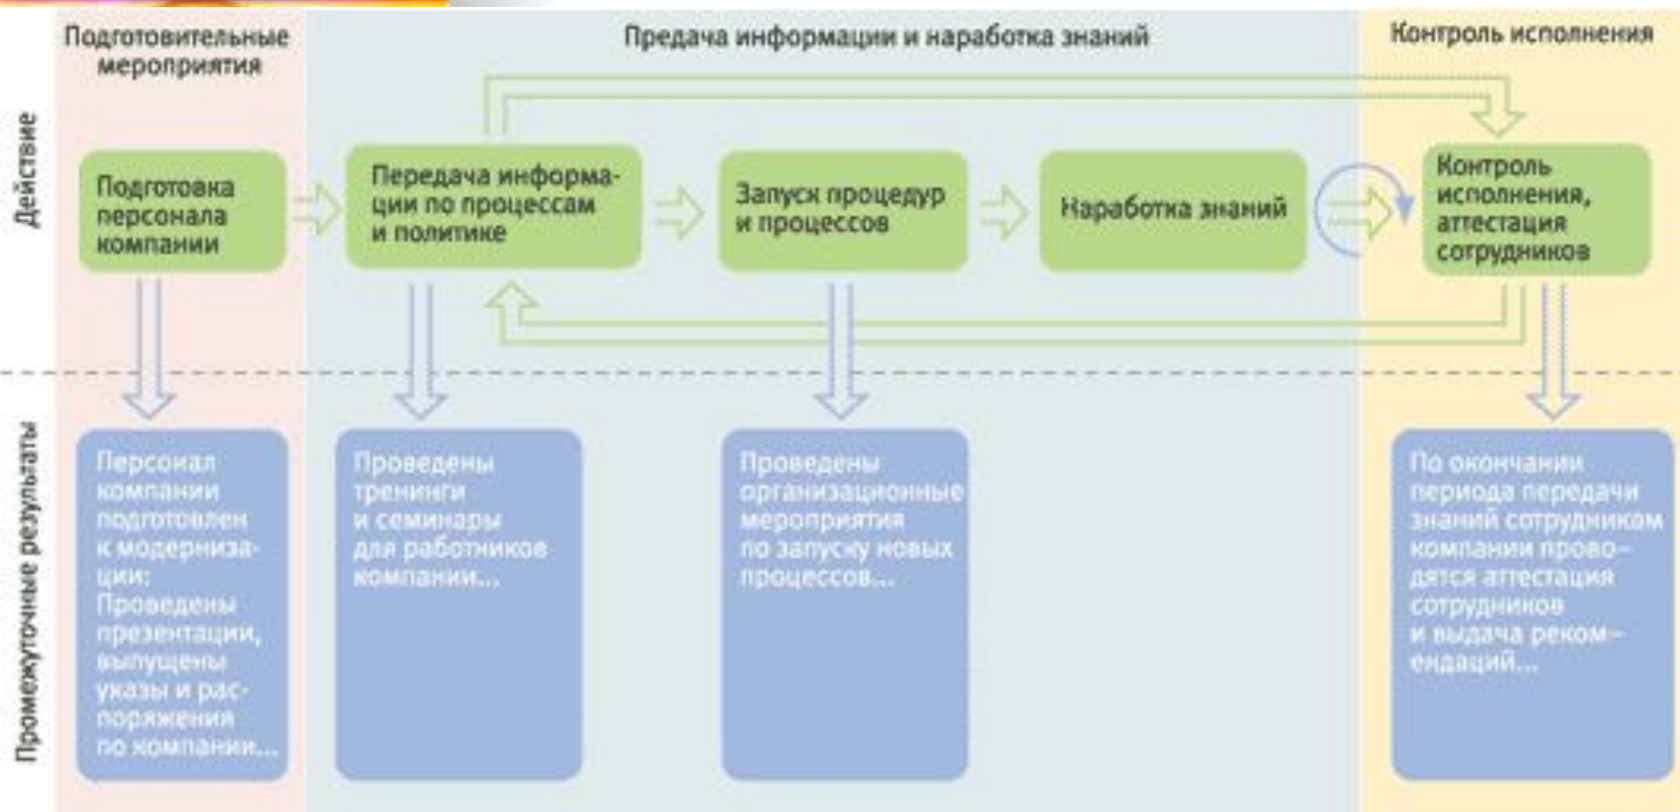 Подготовительные
мероприятия
Предача информации и наработка знаний
Контроль исполнения
Действие
Подготовка
персонала
компании
Передача информа-
ции по процессам
и политике
Запуск процедур
и процессов
Наработка знаний
Контроль
исполнения,
аттестация
сотрудников
Промежуточные результаты
Персонал
компании
подготовлен
к модерниза-
ции:
Проведены
презентации,
выпущены
указы и рас-
поряжения
по компании...
Проведены
тренинги
и семинары
для работников
компании...
Проведены
организационные
мероприятия
по запуску новых
процессов...
По окончании
периода передачи
знаний сотрудникам
компании прово-
дятся аттестация
сотрудников
и выдача реком-
ендаций...